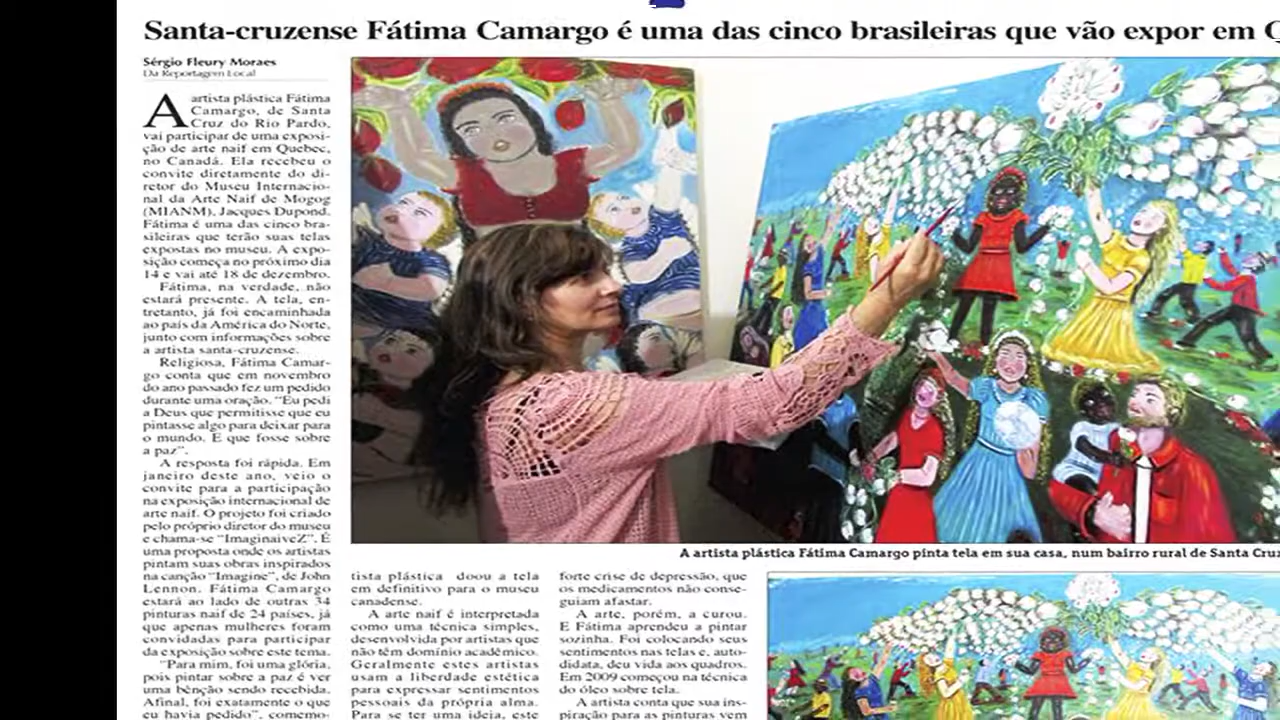 Santa-cruzense Fátima Camargo é uma das cinco brasileiras que vão expor em
Sérgio Fleury Moraes
Da Reportagem Local
A artista plástica Fátima
Camargo, de Santa
Cruz do Rio Pardo,
vai participar de uma exposi-
ção de arte naif em Quebec,
no Canadá. Ela recebeu o
convite diretamente do di-
retor do Museu Internacio-
nal da Arte Naif de Mogog
(MIANM), Jacques Dupond.
Fátima é uma das cinco bra-
sileiras que terão suas telas
expostas no museu. A expo-
sição começa no próximo dia
14 e vai até 18 de dezembro.
Fátima, na verdade, não
estará presente. A tela, en-
tretanto, já foi encaminhada
ao país da América do Norte,
junto com informações sobre
a artista santa-cruzense.
Religiosa, Fátima Camar-
go conta que em novembro
do ano passado fez um pedido
durante uma oração. "Eu pedi
a Deus que permitisse que eu
pintasse algo para deixar para
o mundo. E que fosse sobre
a paz".
A resposta foi rápida. Em
janeiro deste ano, veio o
convite para a participação
na exposição internacional de
arte naif. O projeto foi criado
pelo próprio diretor do museu
e chama-se "ImaginaiveZ". É
uma proposta onde os artistas
pintam suas obras inspirados
na canção "Imagine", de John
Lennon. Fátima Camargo
estará ao lado de outras 34
pinturas naif de 24 países, já
que apenas mulheres foram
convidadas para participar
da exposição sobre este tema.
"Para mim, foi uma glória,
pois pintar sobre a paz é ver
uma bênção sendo recebida.
Afinal, foi exatamente o que
eu havia pedido", comemo-
A artista plástica Fátima Camargo pinta tela em sua casa, num bairro rural de Santa
tista plástica doou a tela
em definitivo para o museu
canadense.
A arte naif é interpretada
como uma técnica simples,
desenvolvida por artistas que
não têm domínio acadêmico.
Geralmente estes artistas
usam a liberdade estética
para expressar sentimentos
pessoais da própria alma.
Para se ter uma ideia, este
forte crise de depressão, que
os medicamentos não conse-
guiam afastar.
A arte, porém, a curou.
E Fátima aprendeu a pintar
sozinha. Foi colocando seus
sentimentos nas telas e, auto-
didata, deu vida aos quadros.
Em 2009 começou na técnica
do óleo sobre tela.
A artista conta que sua ins-
piração para as pinturas vem